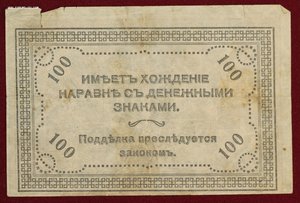 100 100
ИМѢЕТЪ ХОЖДЕНІЕ
НАРАВНѢ СЪ ДЕНЕЖНЫМИ
ЗНАКАМИ.
Поддѣлка преслѣдуется
закономъ.
100 100